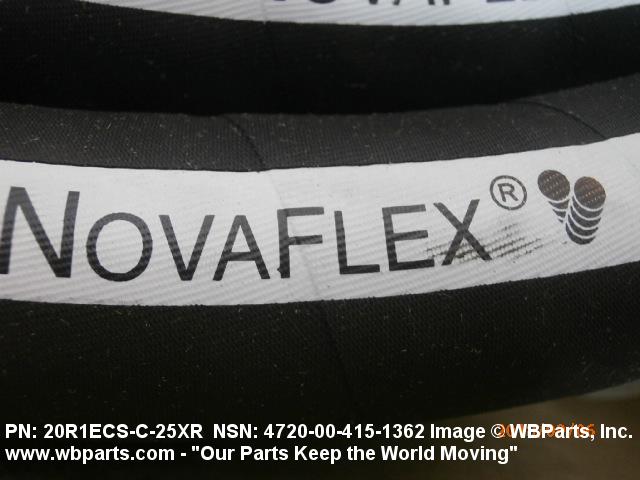 NOVAFLEX
NOVAFLEX®
PN: 20R1ECS-C-25XR NSN: 4720-00-415-1362 Image © WBParts, Inc.
www.wbparts.com - "Our Parts Keep the World Moving"